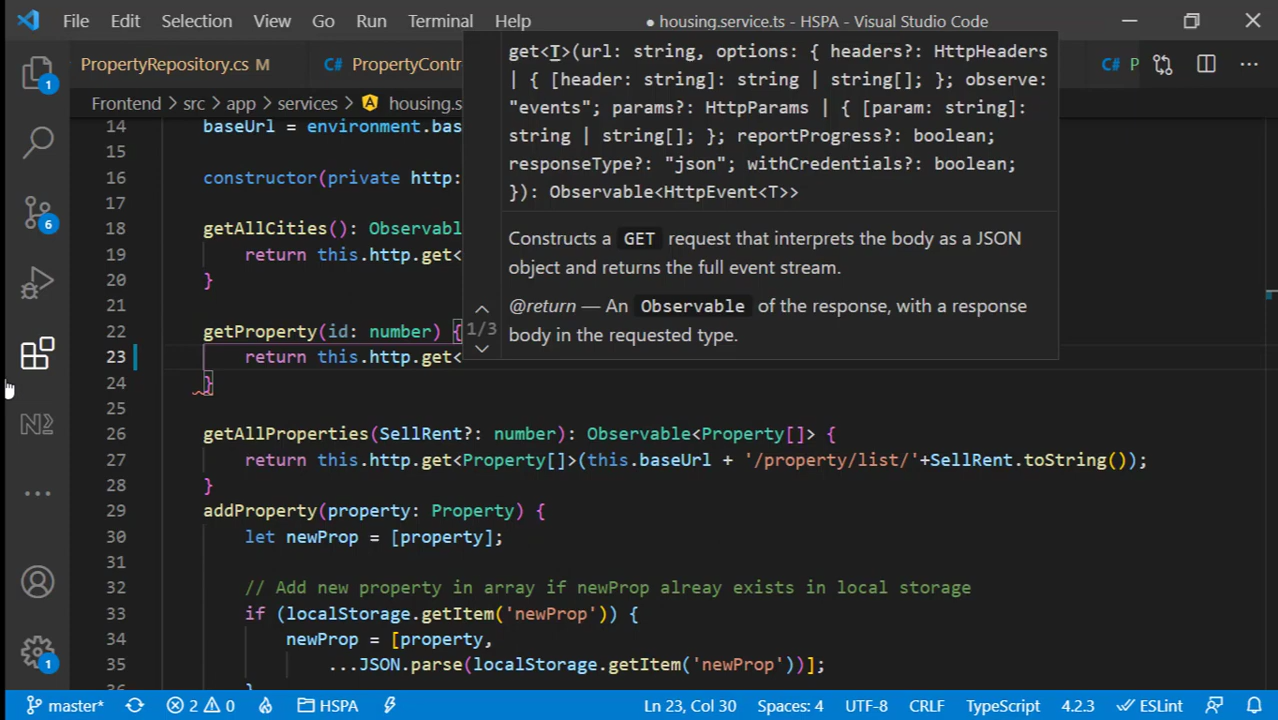 File Edit Selection View Go Run Terminal Help ● housing.service.ts - HSPA - Visual Studio Code
PropertyRepository.cs M C# PropertyContr C# P ...
Frontend > src > app > services > housing.s
get<T>(url: string, options: { headers?: HttpHeaders
| { [header: string]: string | string[]; }; observe:
"events"; params?: HttpParams | { [param: string]:
string | string[]; }; reportProgress?: boolean;
responseType?: "json"; withCredentials?: boolean;
}): Observable<HttpEvent<T>>
Constructs a GET request that interprets the body as a JSON
object and returns the full event stream.
@return — An Observable of the response, with a response
body in the requested type.
1/3
14 baseUrl = environment.bas
15
16 constructor(private http:
17
18 getAllCities(): Observabl
19 return this.http.get<
20 }
21
22 getProperty(id: number) {
23 return this.http.get<
24 }
25
26 getAllProperties(SellRent?: number): Observable<Property[]> {
27 return this.http.get<Property[]>(this.baseUrl + '/property/list/'+SellRent.toString());
28 }
29 addProperty(property: Property) {
30 let newProp = [property];
31
32 // Add new property in array if newProp alreay exists in local storage
33 if (localStorage.getItem('newProp')) {
34 newProp = [property,
35 ...JSON.parse(localStorage.getItem('newProp'))];
36 }
1
6
1
master* 2 0 HSPA Ln 23, Col 30 Spaces: 4 UTF-8 CRLF TypeScript 4.2.3 ESLint